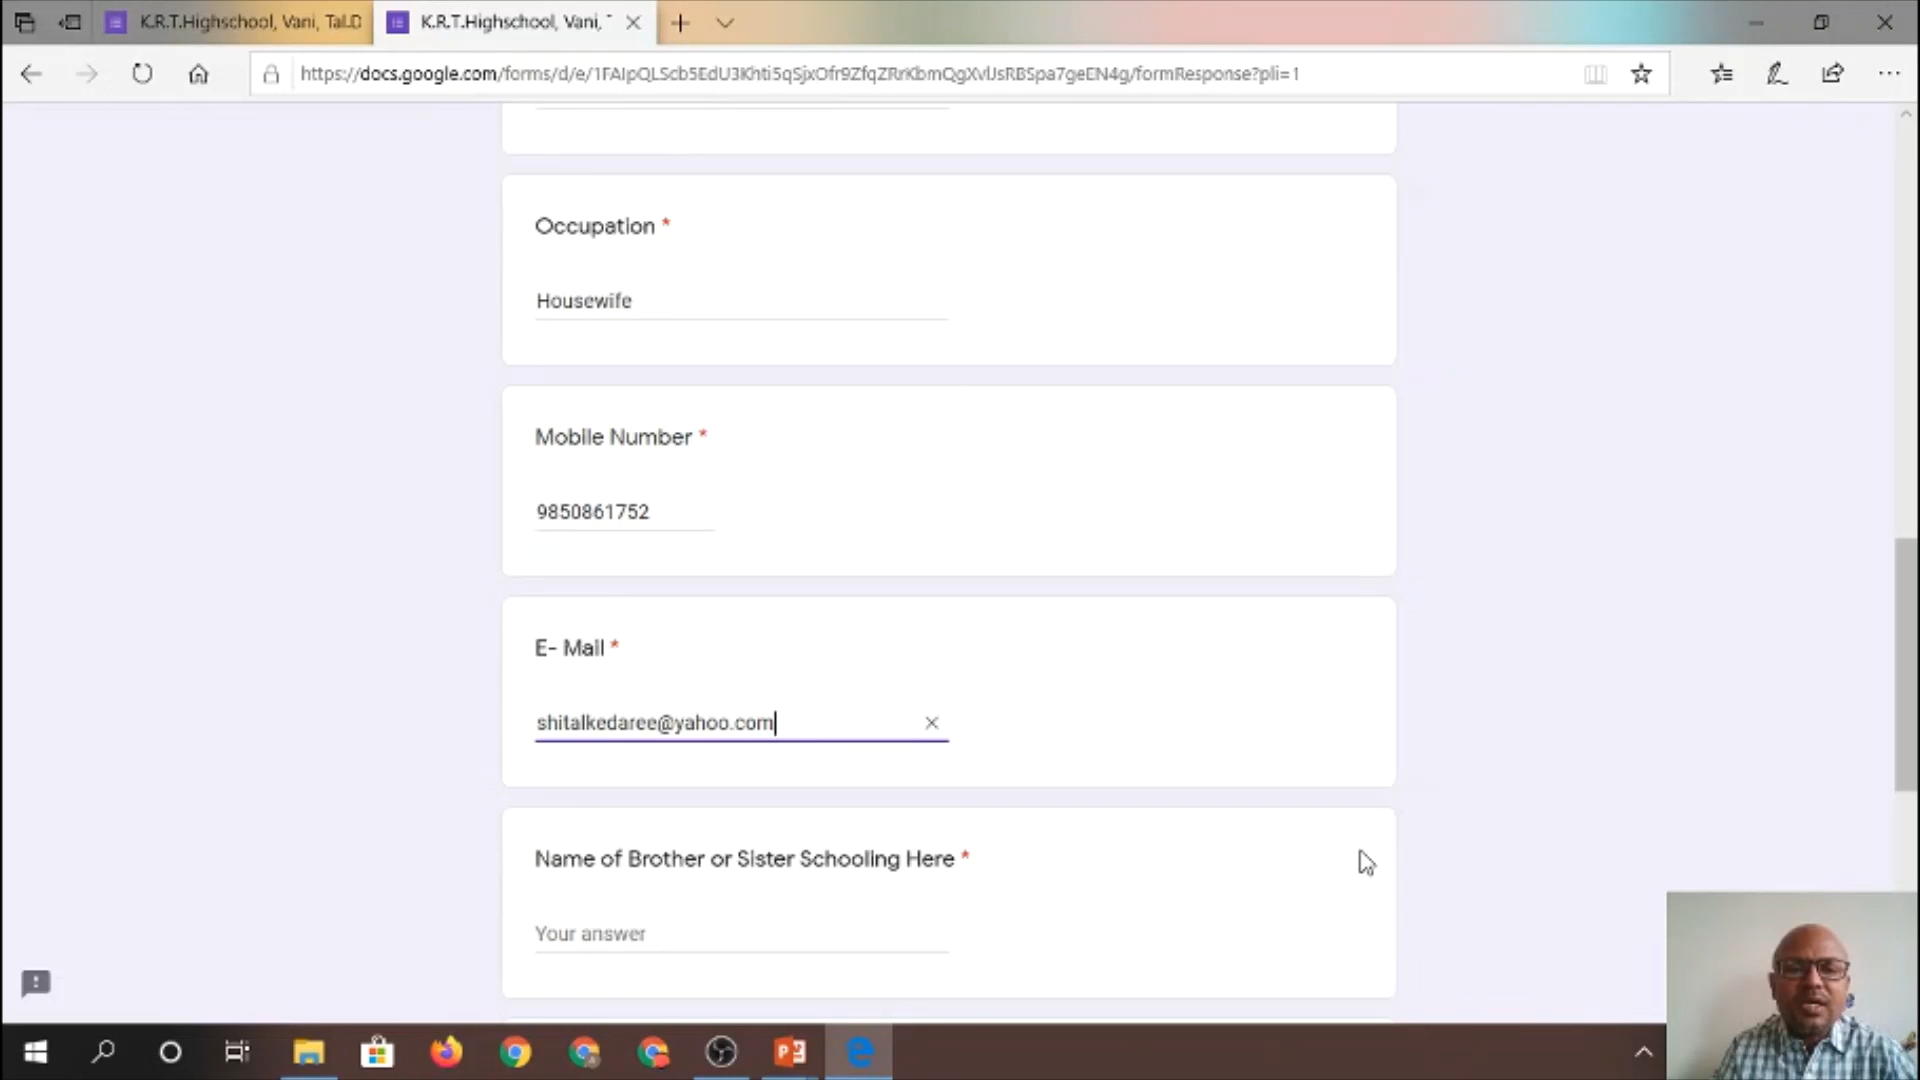 K.R.T.Highschool, Vani, Tal.D
K.R.T.Highschool, Vani, T
https://docs.google.com/forms/d/e/1FAIpQLScb5EdU3Khti5qSjxOfr9ZfqZRrKbmQgXvlJsRBSpa7geEN4g/formResponse?pli=1
Occupation *
Housewife
Mobile Number *
9850861752
E- Mail *
shitalkedaree@yahoo.com
Name of Brother or Sister Schooling Here *
Your answer